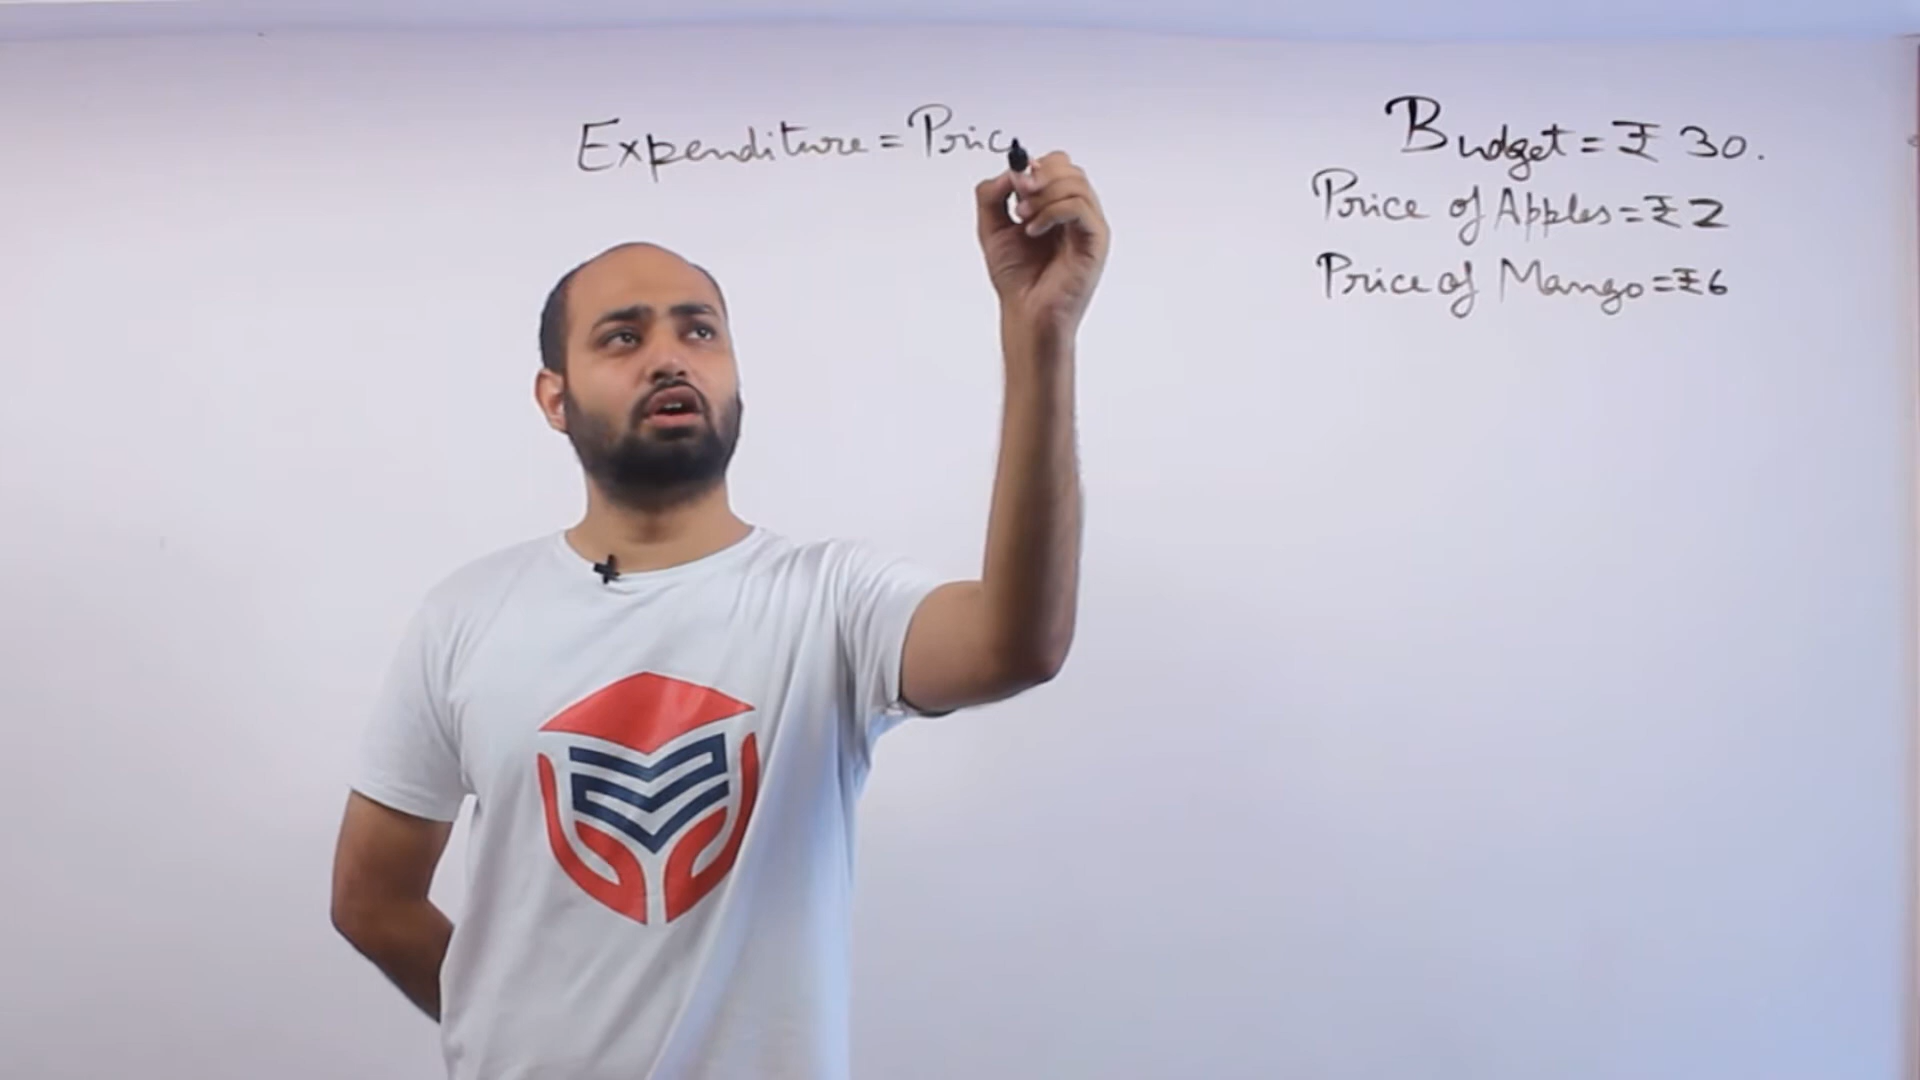 Expenditure = Pric
Budget = ₹ 30.
Price of Apples = ₹ 2
Price of Mango = ₹ 6